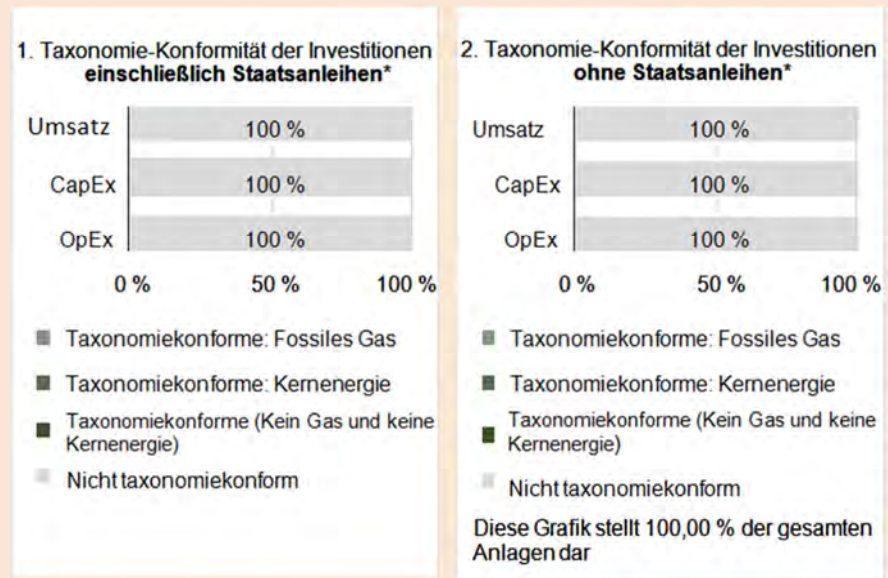 1. Taxonomie-Konformität der Investitionen
einschließlich Staatsanleihen*
Umsatz
100 %
CapEx
100 %
OpEx
100 %
0 %
50 %
100 %
Taxonomiekonforme: Fossiles Gas
Taxonomiekonforme: Kernenergie
Taxonomiekonforme (Kein Gas und keine
Kernenergie)
Nicht taxonomiekonform
2. Taxonomie-Konformität der Investitionen
ohne Staatsanleihen*
Umsatz
100 %
CapEx
100 %
OpEx
100 %
0 %
50 %
100 %
Taxonomiekonforme: Fossiles Gas
Taxonomiekonforme: Kernenergie
Taxonomiekonforme (Kein Gas und keine
Kernenergie)
Nicht taxonomiekonform
Diese Grafik stellt 100,00 % der gesamten
Anlagen dar